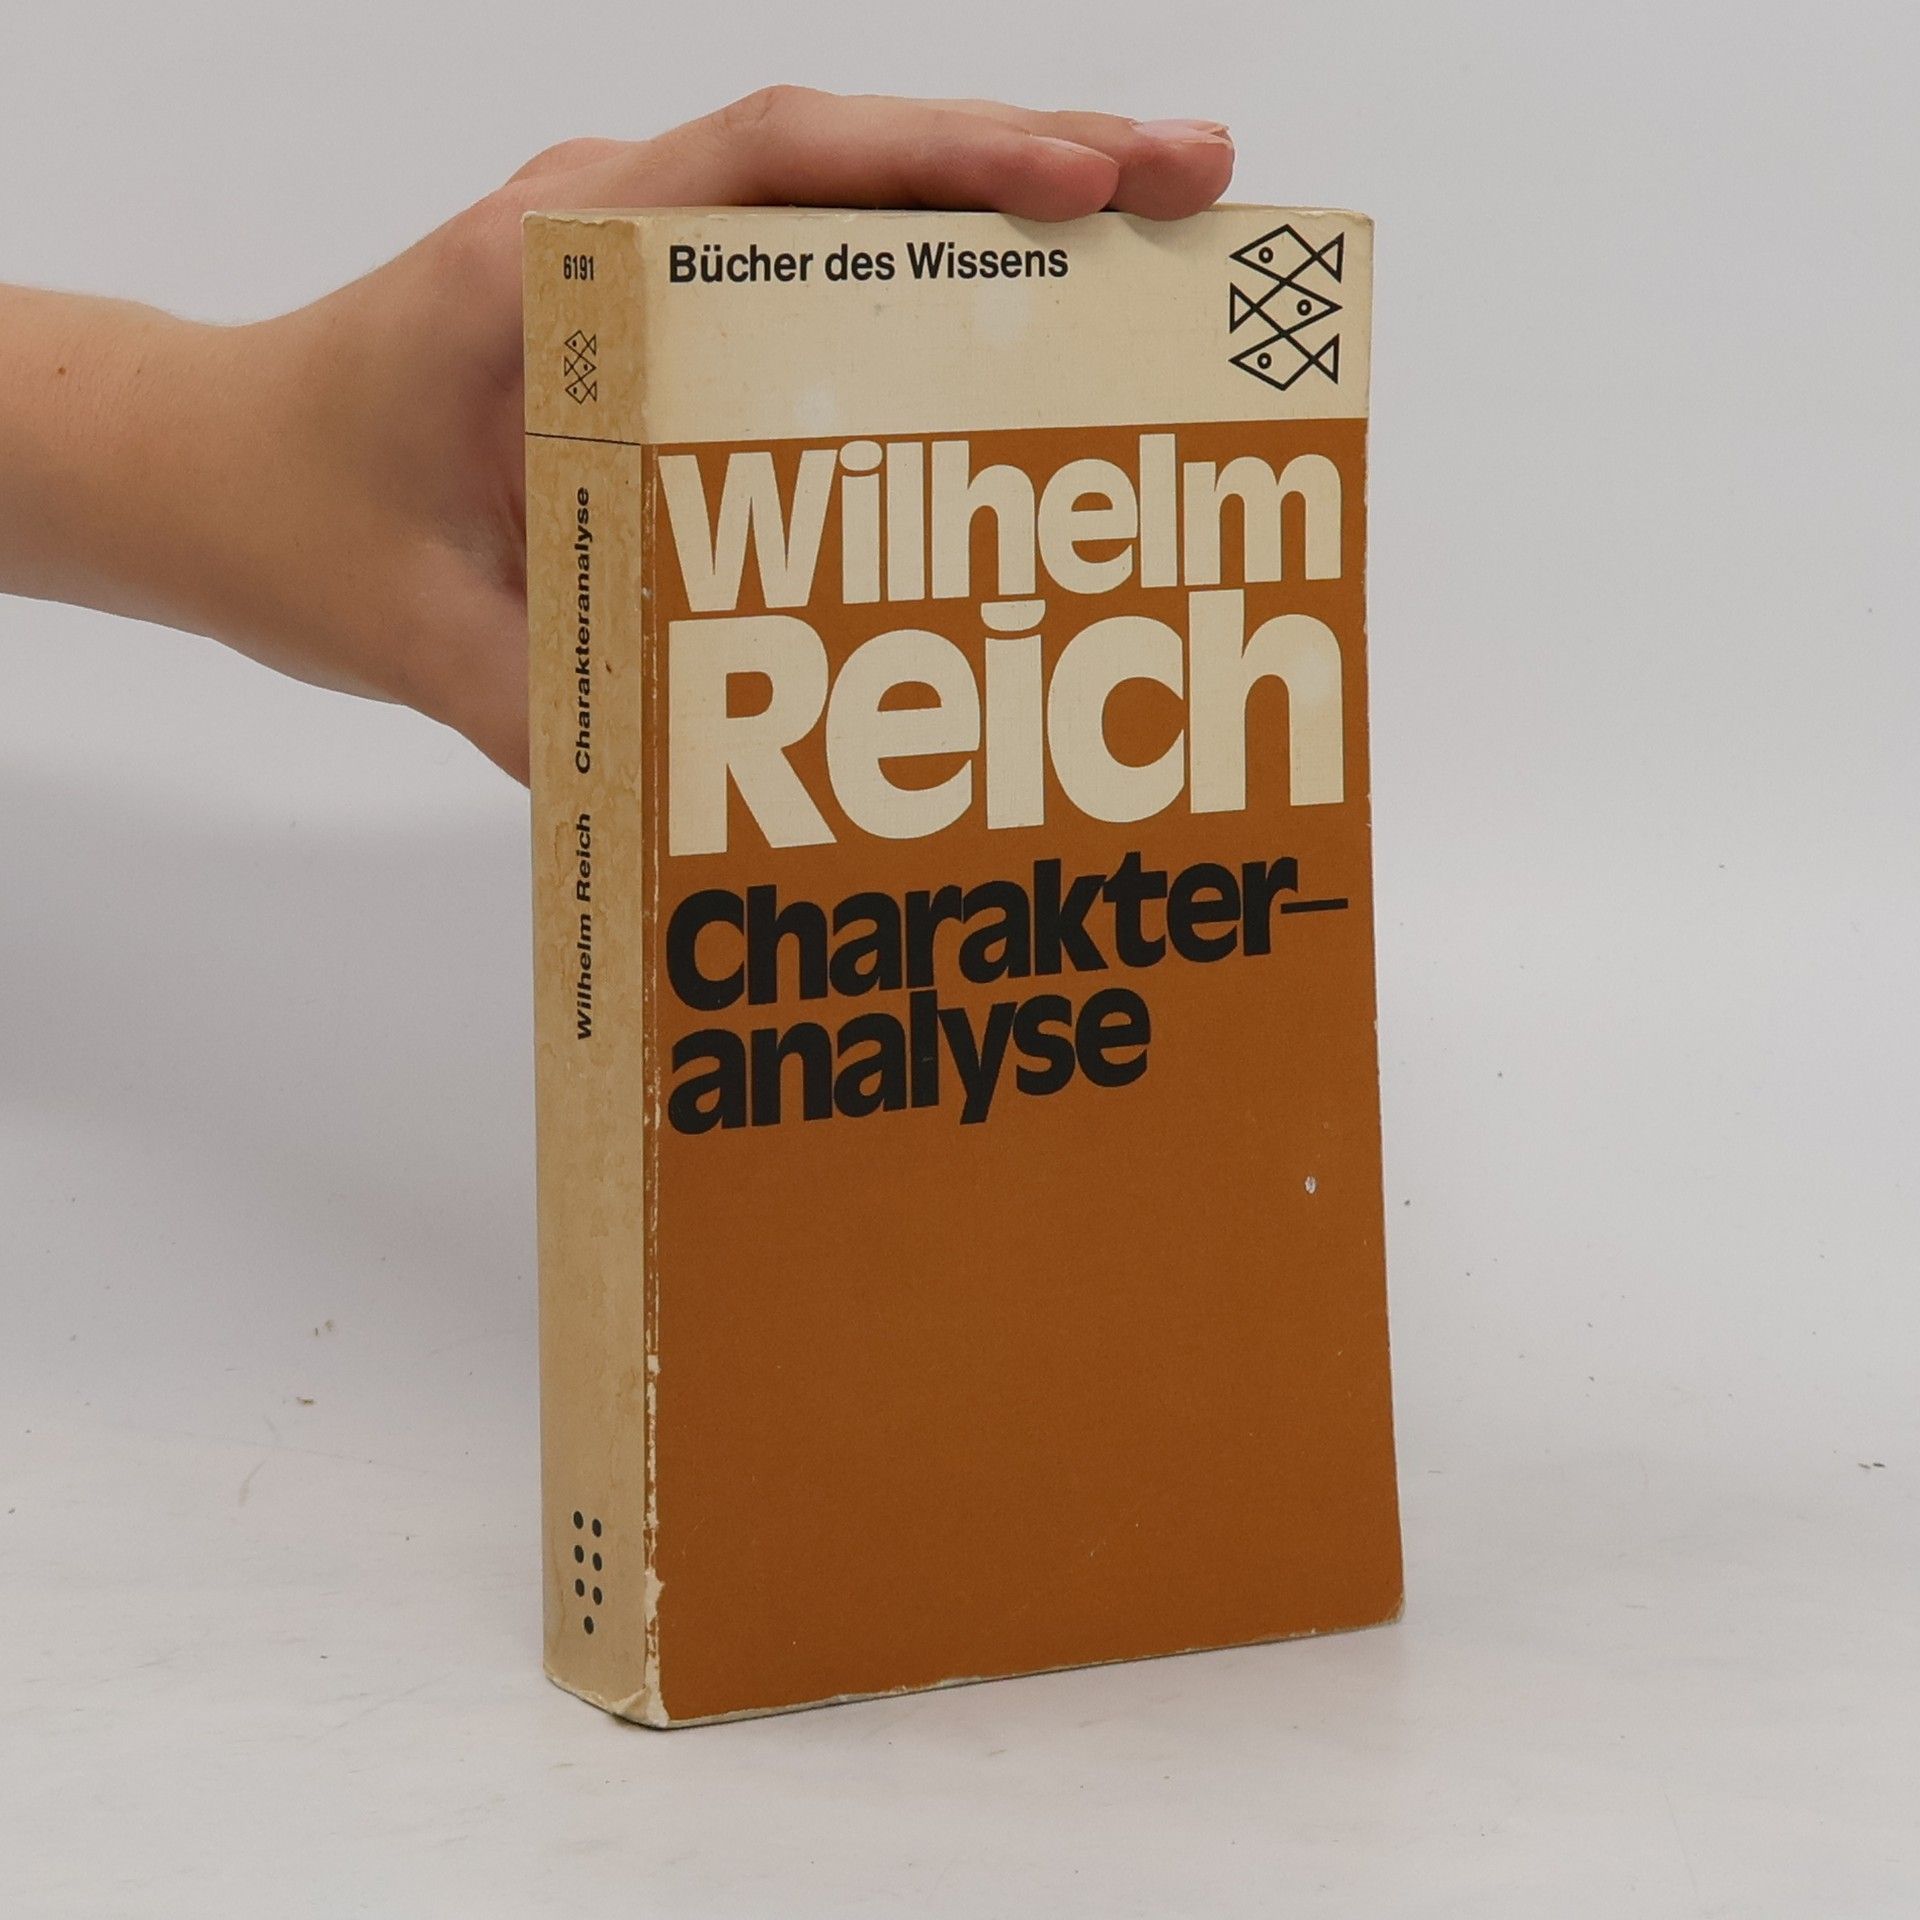 6191
Wilhelm Reich Charakteranalyse
Bücher des Wissens
Wilhelm
Reich
Charakter–
analyse